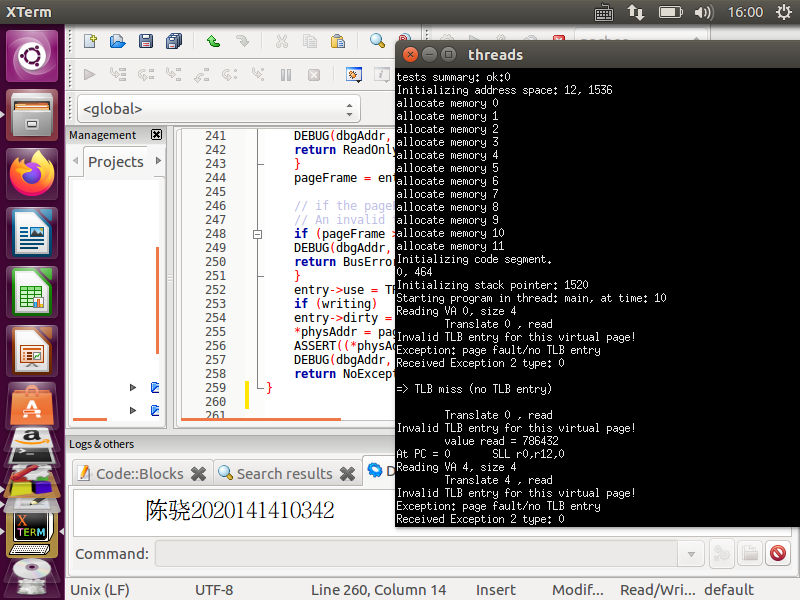 XTerm
16:00
threads
<global>
Management
Projects
241 DEBUG(dbgAddr,
242 return ReadOnly
243 }
244 pageFrame = ent
245
246 // if the page
247 // An invalid
248 if (pageFrame >
249 DEBUG(dbgAddr,
250 return BusError
251 }
252 entry->use = T
253 if (writing)
254 entry->dirty =
255 *physAddr = pag
256 ASSERT((*physA
257 DEBUG(dbgAddr,
258 return NoExcept
259 }
260
261
tests summary: ok:0
Initializing address space: 12, 1536
allocate memory 0
allocate memory 1
allocate memory 2
allocate memory 3
allocate memory 4
allocate memory 5
allocate memory 6
allocate memory 7
allocate memory 8
allocate memory 9
allocate memory 10
allocate memory 11
Initializing code segment.
0, 464
Initializing stack pointer: 1520
Starting program in thread: main, at time: 10
Reading VA 0, size 4
Translate 0 , read
Invalid TLB entry for this virtual page!
Exception: page fault/no TLB entry
Received Exception 2 type: 0
=> TLB miss (no TLB entry)
Translate 0 , read
Invalid TLB entry for this virtual page!
value read = 786432
At PC = 0 SLL r0,r12,0
Reading VA 4, size 4
Translate 4 , read
Invalid TLB entry for this virtual page!
Exception: page fault/no TLB entry
Received Exception 2 type: 0
Logs & others
Code::Blocks
Search results
D
陈骁2020141410342
Command:
Unix (LF) UTF-8 Line 260, Column 14 Insert Modif... Read/Wri... default